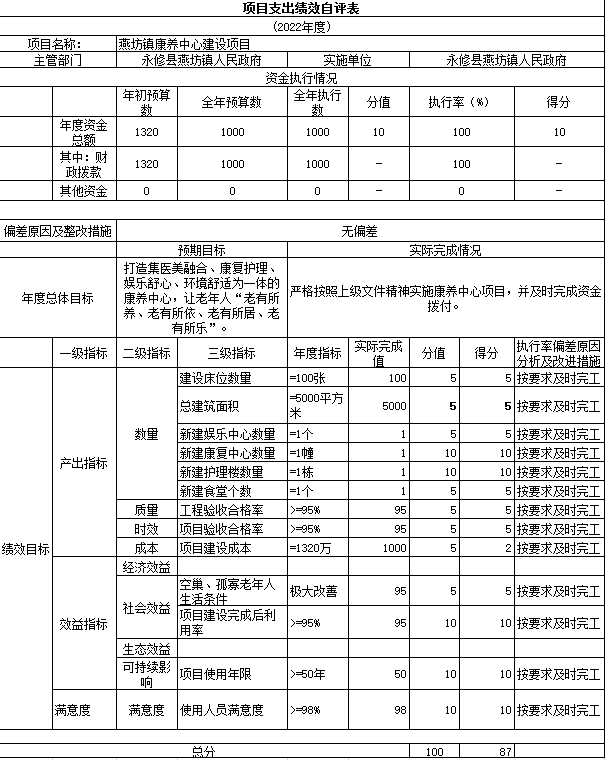 项目支出绩效自评表
(2022年度)
项目名称: 燕坊镇康养中心建设项目
主管部门 永修县燕坊镇人民政府 实施单位 永修县燕坊镇人民政府
资金执行情况
年初预算数 全年预算数 全年执行数 分值 执行率(%) 得分
年度资金总额 1320 1000 1000 10 100 10
其中:财政拨款 1320 1000 1000 - 100 -
其他资金 0 0 0 - 0 -
偏差原因及整改措施 无偏差
年度总体目标 预期目标 实际完成情况
打造集医美融合、康复护理、
娱乐舒心、环境舒适为一体的
康养中心,让老年人“老有所
养、老有所依、老有所居、老
有所乐”。
严格按照上级文件精神实施康养中心项目,并及时完成资金
拨付。
绩效目标 一级指标 二级指标 三级指标 年度指标 实际完成值 分值 得分 执行率偏差原因分析及改进措施
产出指标 数量 建设床位数量 =100张 100 5 5 按要求及时完工
总建筑面积 =5000平方米 5000 5 5 按要求及时完工
新建娱乐中心数量 =1个 1 5 5 按要求及时完工
新建康复中心数量 =1幢 1 10 10 按要求及时完工
新建护理楼数量 =1栋 1 10 10 按要求及时完工
新建食堂个数 =1个 1 5 5 按要求及时完工
质量 工程验收合格率 >=95% 95 5 5 按要求及时完工
时效 项目验收合格率 >=95% 95 5 5 按要求及时完工
成本 项目建设成本 =1320万 1000 5 2 按要求及时完工
效益指标 经济效益
社会效益 空巢、孤寡老年人生活条件 极大改善 95 5 5 按要求及时完工
项目建设完成后利用率 >=95% 95 10 10 按要求及时完工
生态效益
可持续影响 项目使用年限 >=50年 50 10 10 按要求及时完工
满意度 满意度 使用人员满意度 >=98% 98 10 10 按要求及时完工
总分 100 87